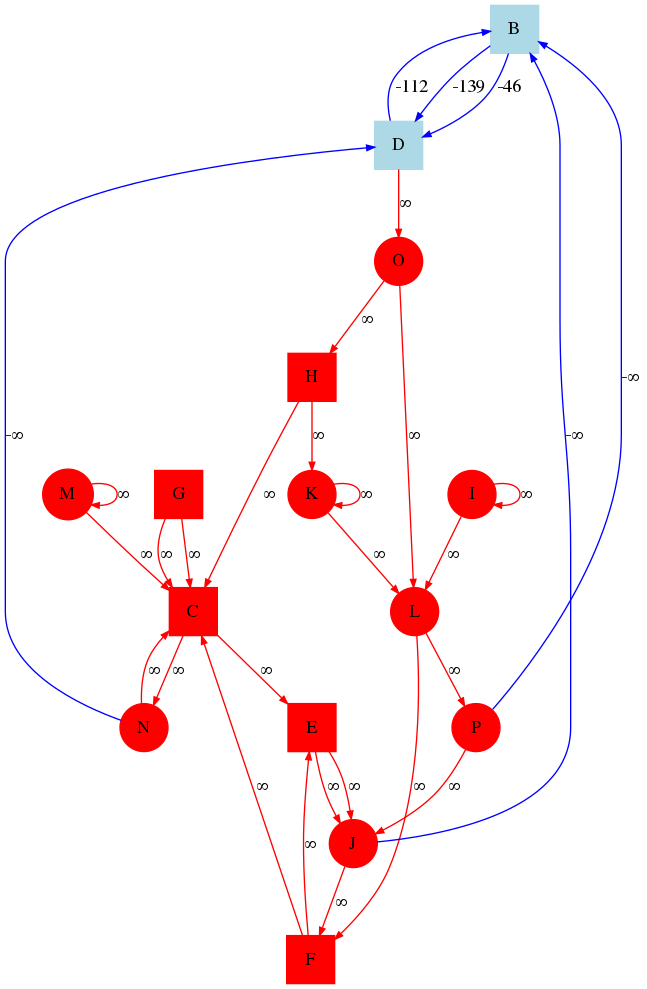 B
-112
-139
-46
D
∞
O
∞
H
-∞
-∞
∞
∞
-∞
M
∞
G
∞
K
∞
I
∞
∞
∞
∞
∞
∞
C
L
∞
∞
∞
∞
N
E
P
∞
∞
∞
∞
∞
∞
J
∞
F